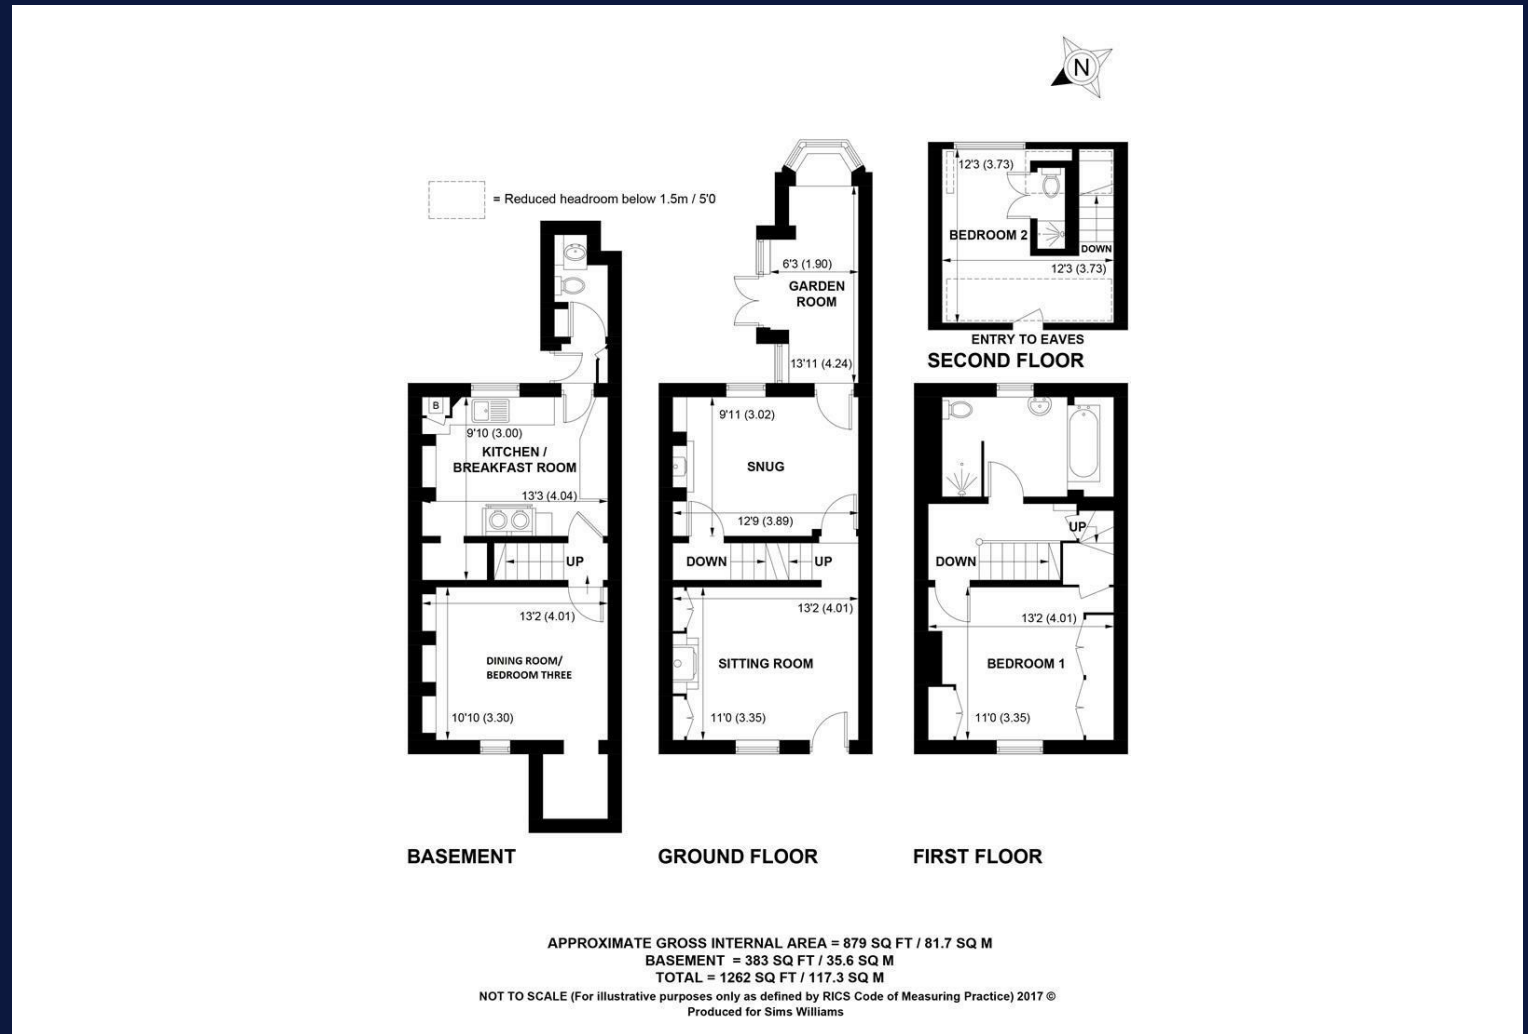 N
= Reduced headroom below 1.5m / 5'0
B
9'10 (3.00)
KITCHEN /
BREAKFAST ROOM
13'3 (4.04)
UP
13'2 (4.01)
DINING ROOM/
BEDROOM THREE
10'10 (3.30)
BASEMENT
6'3 (1.90)
GARDEN
ROOM
13'11 (4.24)
9'11 (3.02)
SNUG
12'9 (3.89)
DOWN
UP
13'2 (4.01)
SITTING ROOM
11'0 (3.35)
GROUND FLOOR
12'3 (3.73)
BEDROOM 2
DOWN
12'3 (3.73)
ENTRY TO EAVES
SECOND FLOOR
UP
DOWN
13'2 (4.01)
BEDROOM 1
11'0 (3.35)
FIRST FLOOR
APPROXIMATE GROSS INTERNAL AREA = 879 SQ FT / 81.7 SQ M
BASEMENT = 383 SQ FT / 35.6 SQ M
TOTAL = 1262 SQ FT / 117.3 SQ M
NOT TO SCALE (For illustrative purposes only as defined by RICS Code of Measuring Practice) 2017 ©
Produced for Sims Williams